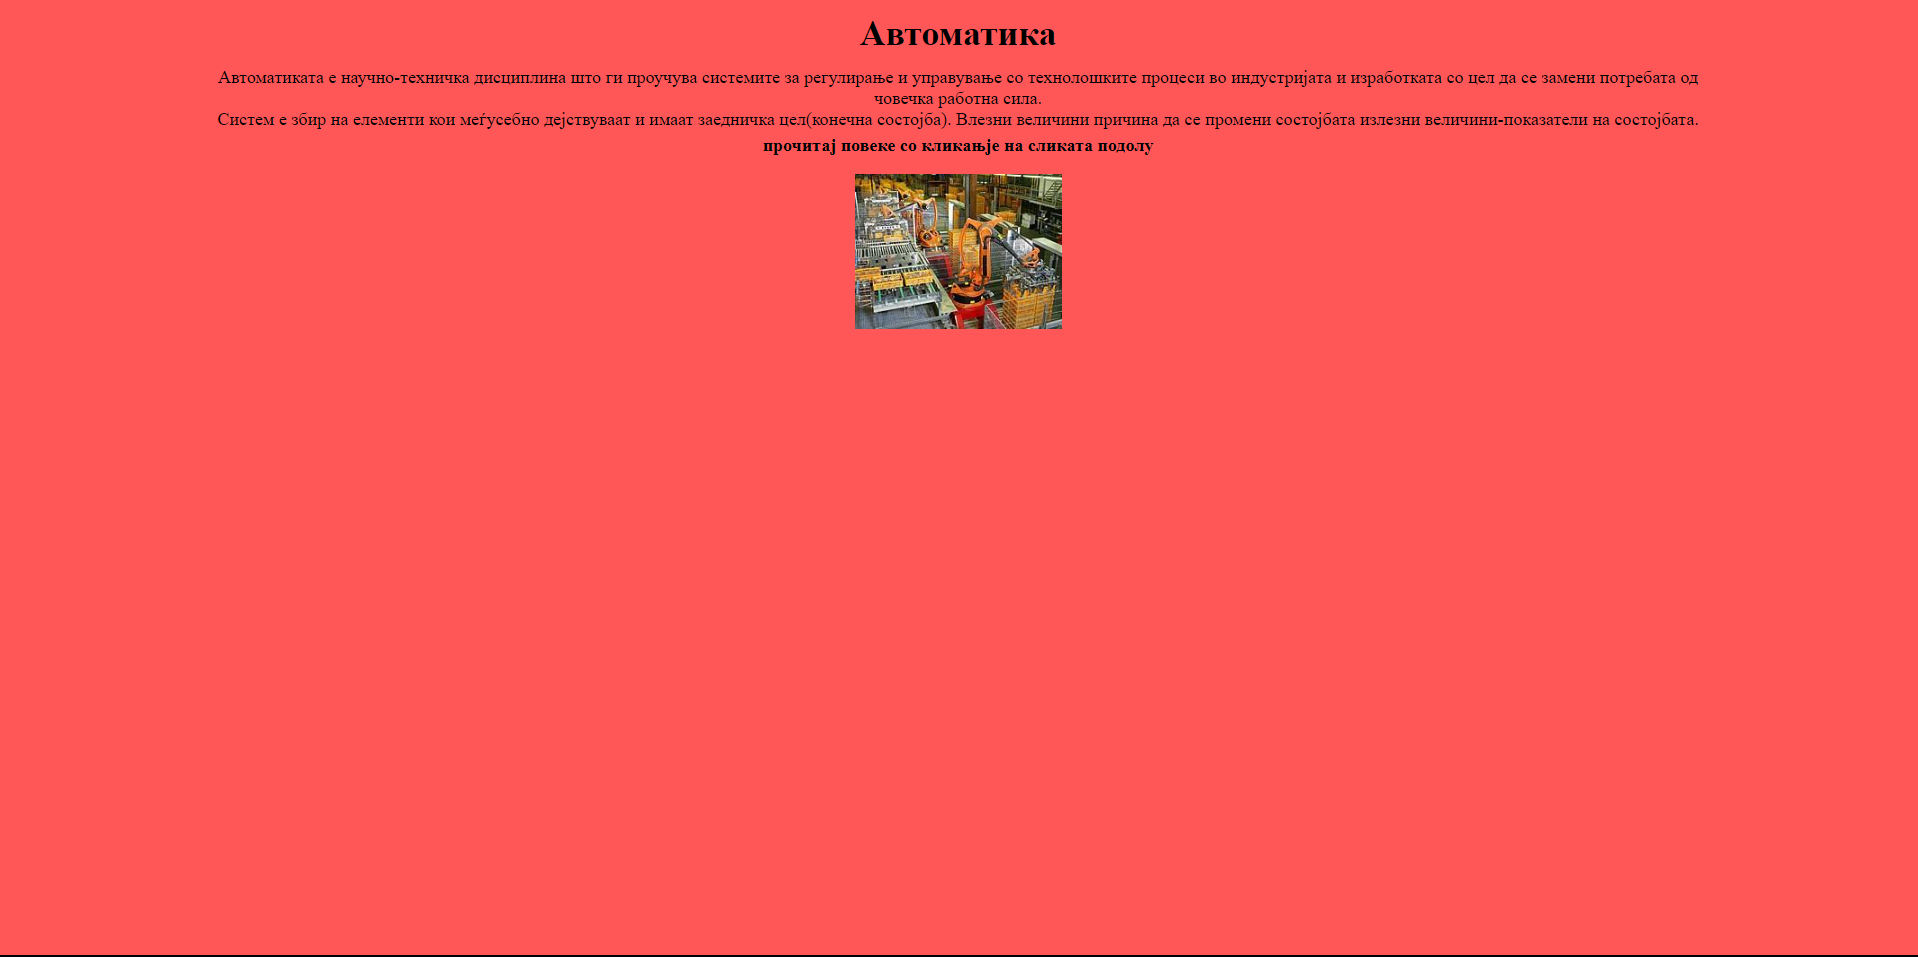 Автоматика
Автоматиката е научно-техничка дисциплина што ги проучува системите за регулирање и управување со технолошките процеси во индустријата и изработката со цел да се замени потребата од
човечка работна сила.
Систем е збир на елементи кои меѓусебно дејствуваат и имаат заедничка цел(конечна состојба). Влезни величини причина да се промени состојбата излезни величини-показатели на состојбата.
прочитај повеке со кликањје на сликата подолу